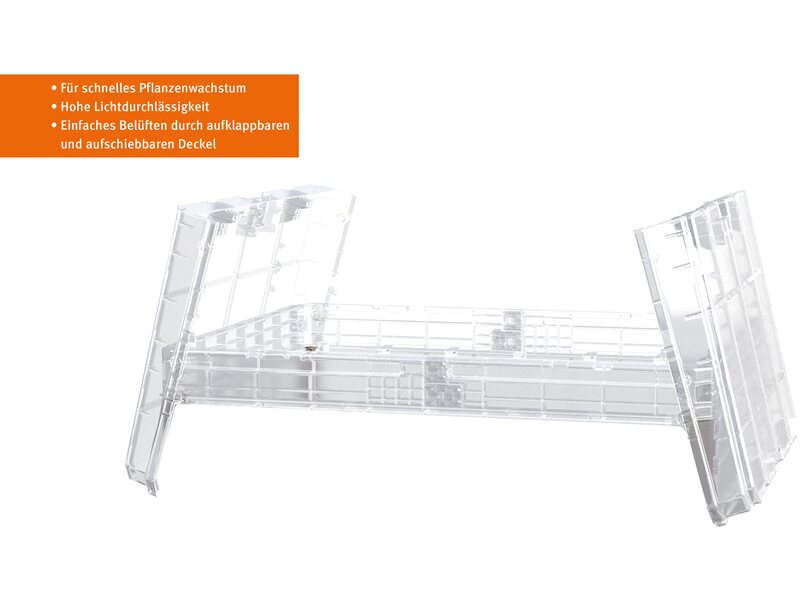 • Für schnelles Pflanzenwachstum
• Hohe Lichtdurchlässigkeit
• Einfaches Belüften durch aufklappbaren
und aufschiebbaren Deckel